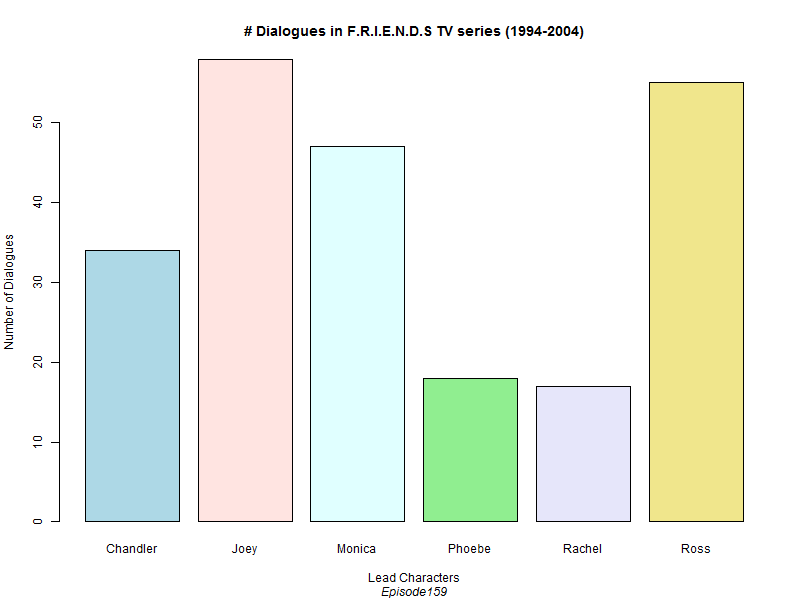 # Dialogues in F.R.I.E.N.D.S TV series (1994-2004)
Number of Dialogues
50
40
30
20
10
0
Chandler Joey Monica Phoebe Rachel Ross
Lead Characters
Episode159